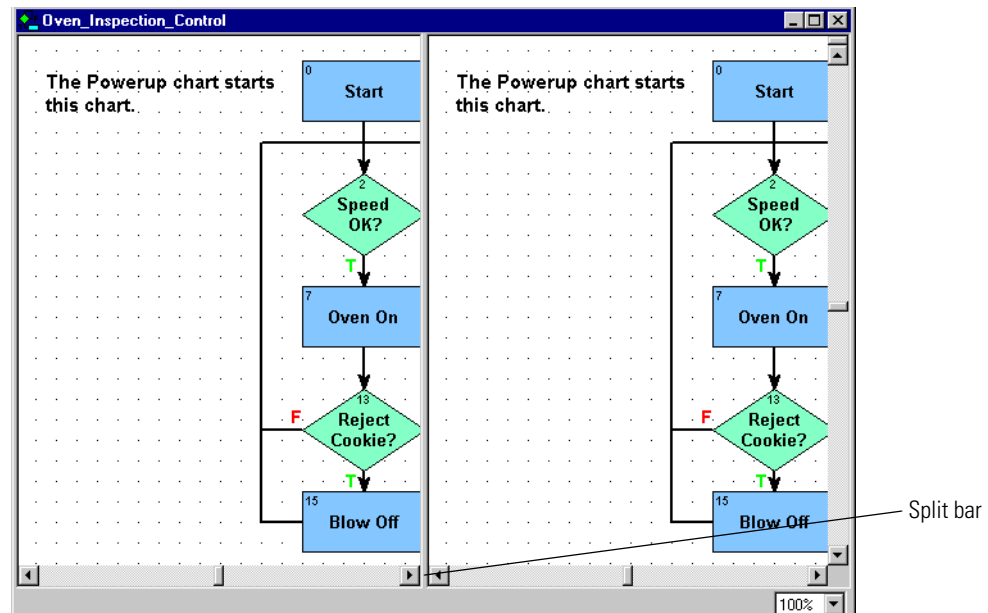 Oven_Inspection_Control
The Powerup chart starts
this chart.
0
Start
2
Speed
OK?
T
7
Oven On
13
F
Reject
Cookie?
T
15
Blow Off
The Powerup chart starts
this chart.
0
Start
2
Speed
OK?
T
7
Oven On
13
F
Reject
Cookie?
T
15
Blow Off
Split bar
100%